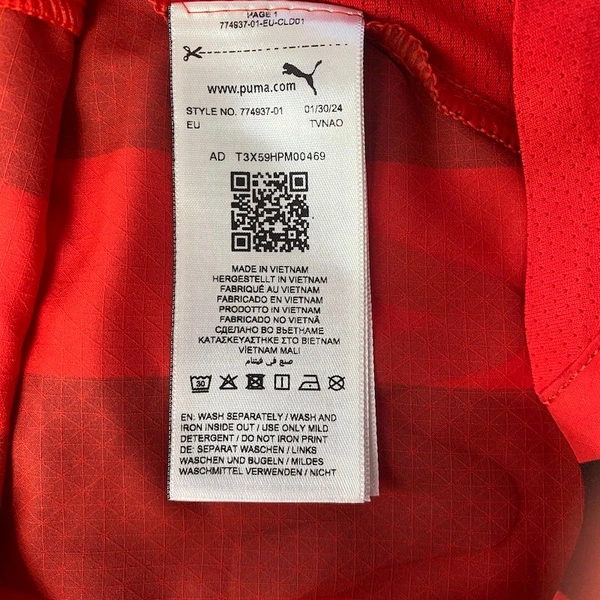 PAGE 1
774937-01-EU-CLD01
www.puma.com
STYLE NO. 774937-01 01/30/24
EU TVNAO
AD T3X59HPM00469
MADE IN VIETNAM
HERGESTELLT IN VIETNAM
FABRIQUÉ AU VIETNAM
FABRICADO EN VIETNAM
PRODOTTO IN VIETNAM
FABRICADO NO VIETNÃ
СДЕЛАНО ВО ВЬЕТНАМЕ
ΚΑΤΑΣΚΕΥΑΣΤΗΚΕ ΣΤΟ ΒΙΕΤΝΑΜ
VİETNAM MALI
صنع في فيتنام
30
EN: WASH SEPARATELY / WASH AND
IRON INSIDE OUT / USE ONLY MILD
DETERGENT / DO NOT IRON PRINT
DE: SEPARAT WASCHEN / LINKS
WASCHEN UND BUGELN / MILDES
WASCHMITTEL VERWENDEN / NICHT